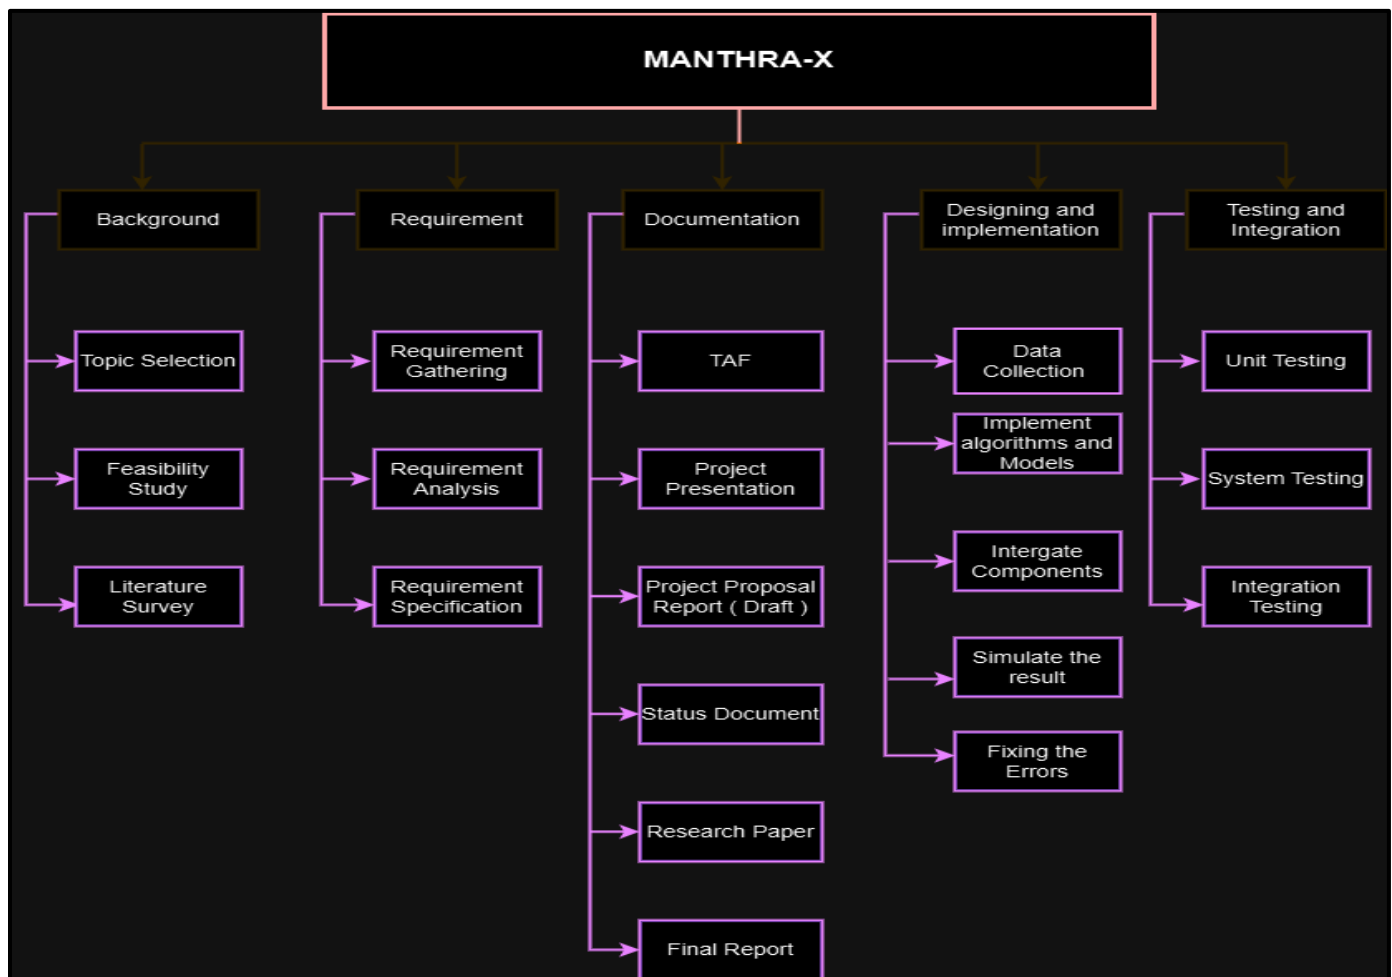 MANTHRA-X
Background
Requirement
Documentation
Designing and
implementation
Testing and
Integration
Topic Selection
Feasibility
Study
Literature
Survey
Requirement
Gathering
Requirement
Analysis
Requirement
Specification
TAF
Project
Presentation
Project Proposal
Report ( Draft )
Status Document
Research Paper
Final Report
Data
Collection
Implement
algorithms and
Models
Intergate
Components
Simulate the
result
Fixing the
Errors
Unit Testing
System Testing
Integration
Testing